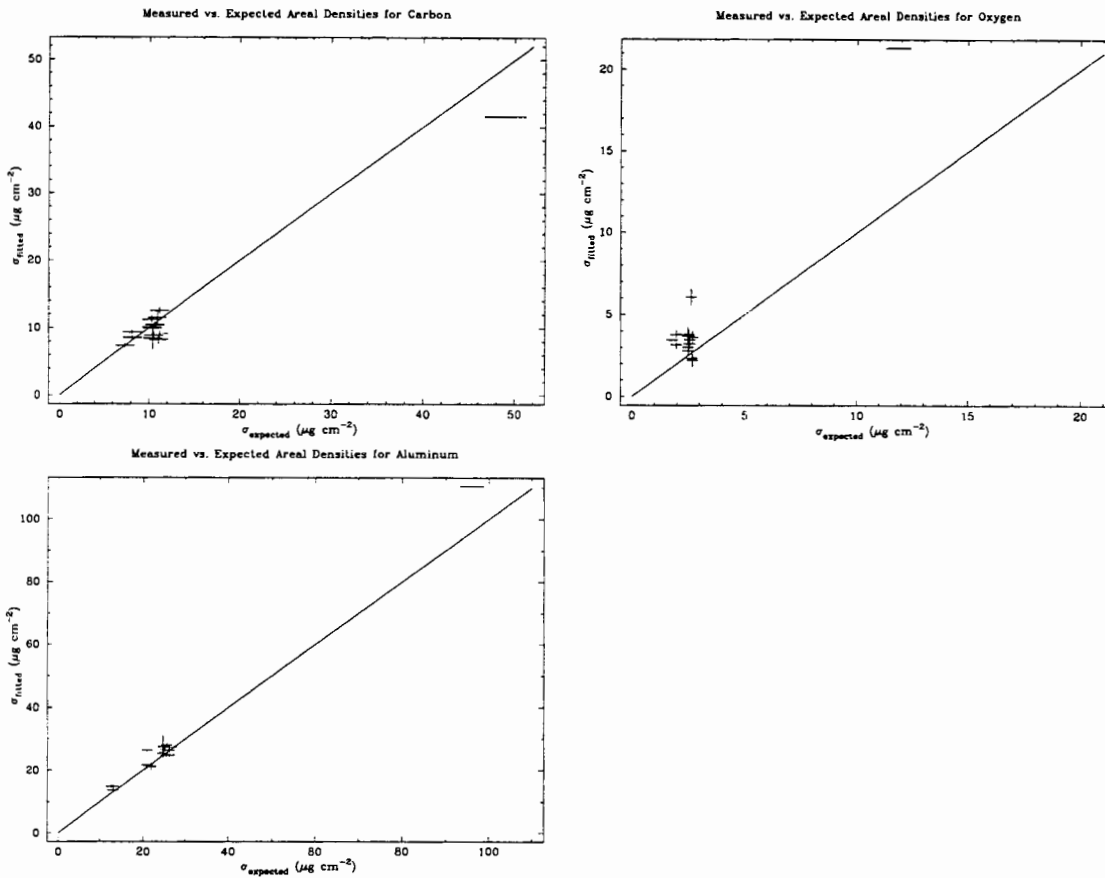 Measured vs. Expected Areal Densities for Carbon
50
40
30
20
10
0
σfitted (μg cm⁻²)
0 10 20 30 40 50
σexpected (μg cm⁻²)
Measured vs. Expected Areal Densities for Oxygen
20
15
10
5
0
σfitted (μg cm⁻²)
0 5 10 15 20
σexpected (μg cm⁻²)
Measured vs. Expected Areal Densities for Aluminum
100
80
60
40
20
0
σfitted (μg cm⁻²)
0 20 40 60 80 100
σexpected (μg cm⁻²)